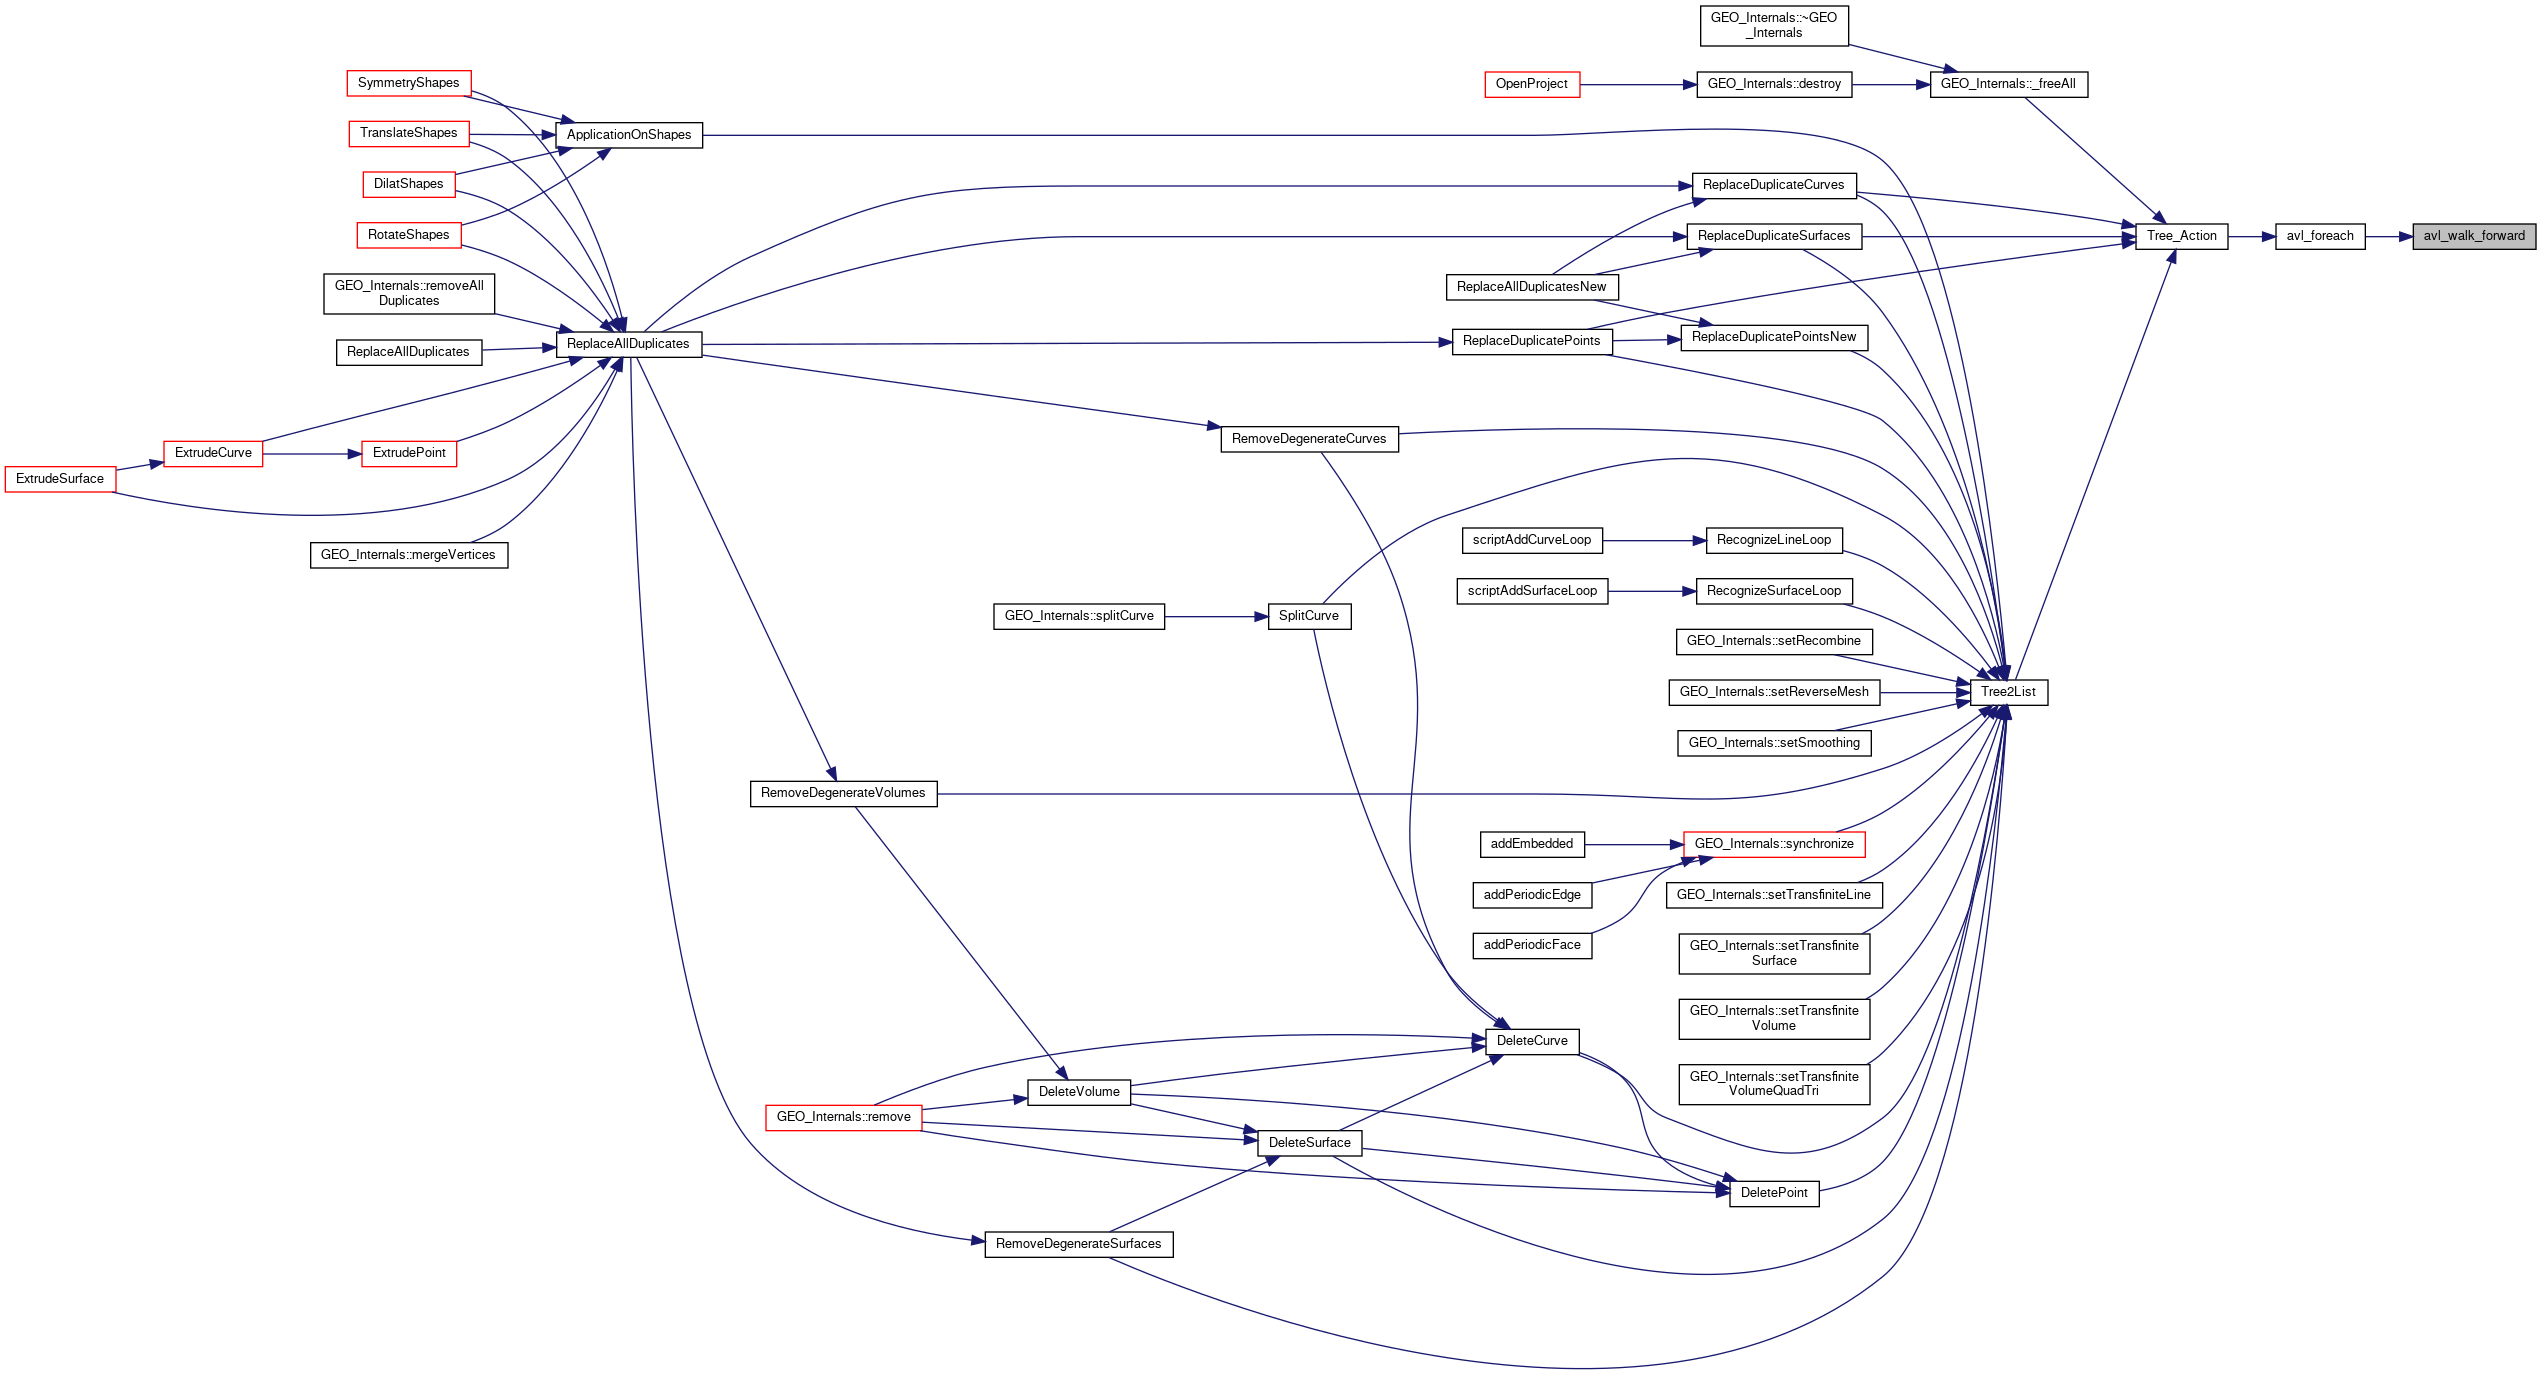 GEO_Internals::~GEO
_Internals
SymmetryShapes
OpenProject
GEO_Internals::destroy
GEO_Internals::_freeAll
TranslateShapes
ApplicationOnShapes
DilatShapes
ReplaceDuplicateCurves
RotateShapes
ReplaceDuplicateSurfaces
Tree_Action
avl_foreach
avl_walk_forward
GEO_Internals::removeAll
Duplicates
ReplaceAllDuplicatesNew
ReplaceAllDuplicates
ReplaceAllDuplicates
ReplaceDuplicatePoints
ReplaceDuplicatePointsNew
RemoveDegenerateCurves
ExtrudeCurve
ExtrudePoint
ExtrudeSurface
GEO_Internals::mergeVertices
scriptAddCurveLoop
RecognizeLineLoop
scriptAddSurfaceLoop
RecognizeSurfaceLoop
GEO_Internals::splitCurve
SplitCurve
GEO_Internals::setRecombine
GEO_Internals::setReverseMesh
Tree2List
GEO_Internals::setSmoothing
RemoveDegenerateVolumes
addEmbedded
GEO_Internals::synchronize
addPeriodicEdge
GEO_Internals::setTransfiniteLine
addPeriodicFace
GEO_Internals::setTransfinite
Surface
GEO_Internals::setTransfinite
Volume
DeleteCurve
GEO_Internals::setTransfinite
VolumeQuadTri
DeleteVolume
GEO_Internals::remove
DeleteSurface
DeletePoint
RemoveDegenerateSurfaces